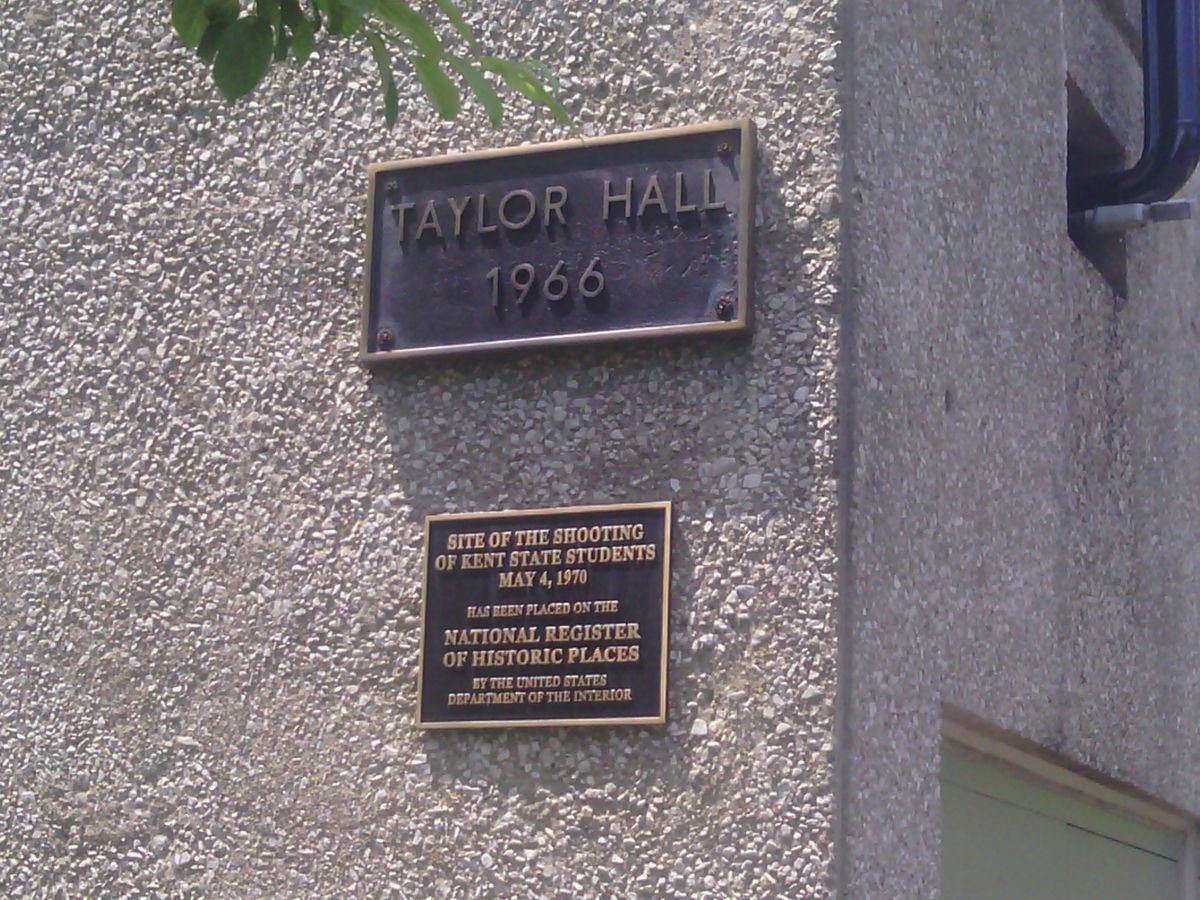 TAYLOR HALL
1966
SITE OF THE SHOOTING
OF KENT STATE STUDENTS
MAY 4, 1970
HAS BEEN PLACED ON THE
NATIONAL REGISTER
OF HISTORIC PLACES
BY THE UNITED STATES
DEPARTMENT OF THE INTERIOR